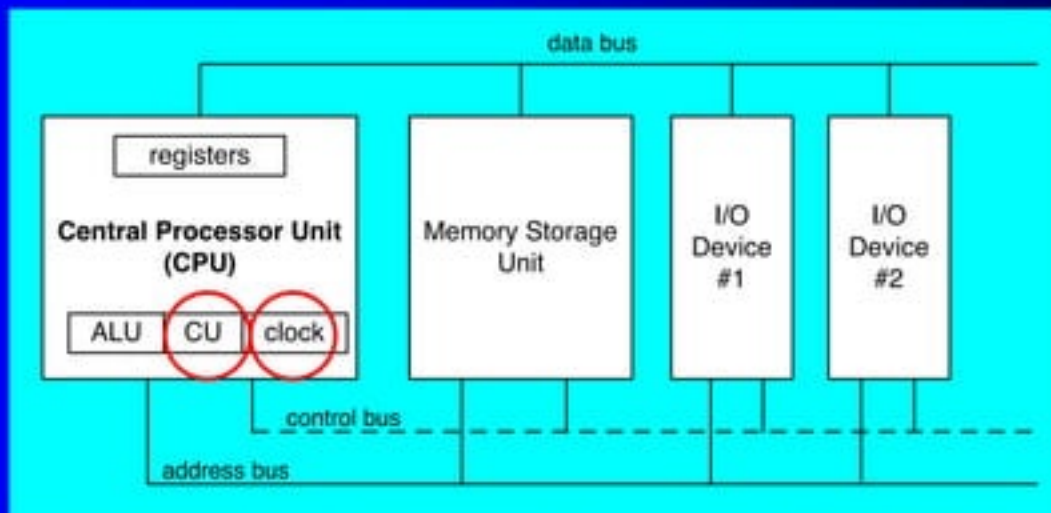 data bus
registers
Central Processor Unit
(CPU)
ALU
CU
clock
Memory Storage
Unit
I/O
Device
#1
I/O
Device
#2
control bus
address bus